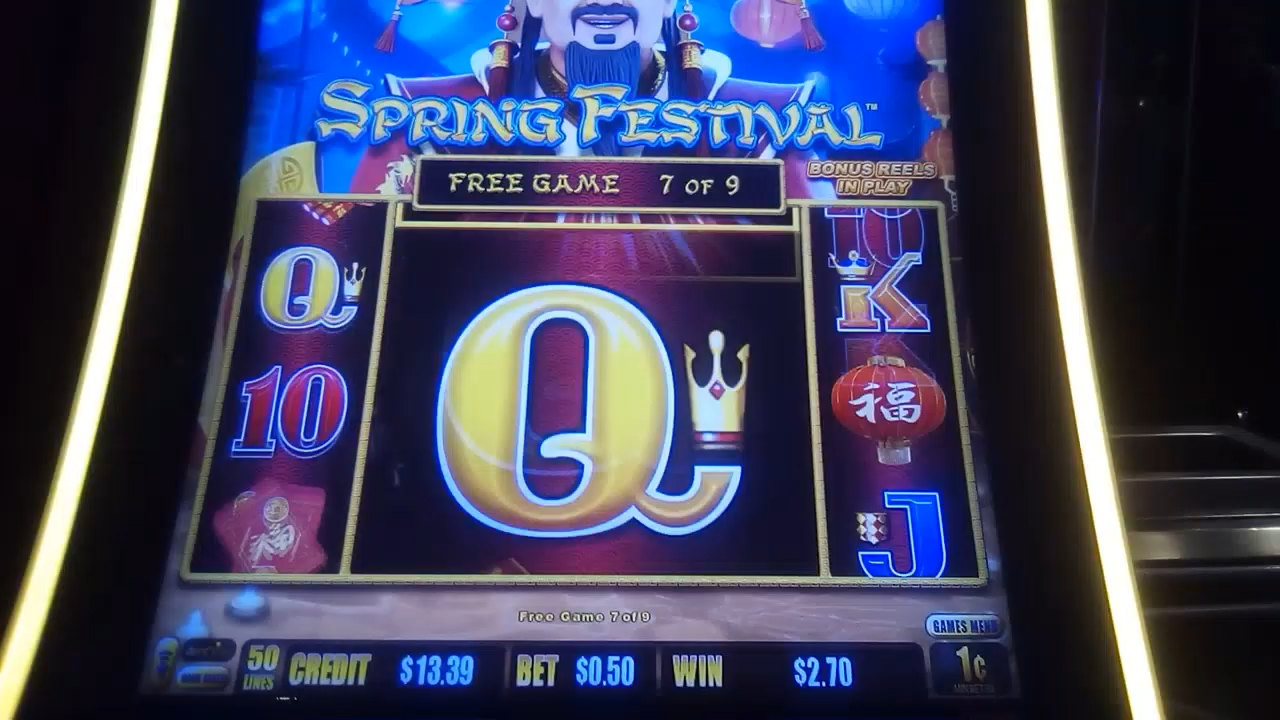 SPRING FESTIVAL™
FREE GAME 7 OF 9
BONUS REELS
IN PLAY
Q
10
福
Q
10
K
福
J
Free Game 7 of 9
GAMES MENU
50
LINES
CREDIT $13.39
BET $0.50
WIN $2.70
1¢